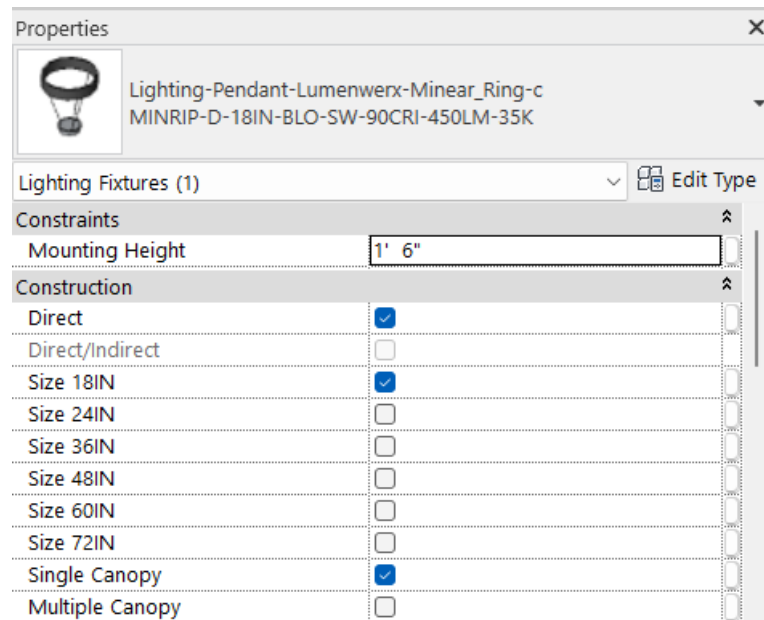 Properties
Lighting-Pendant-Lumenwerx-Minear_Ring-c
MINRIP-D-18IN-BLO-SW-90CRI-450LM-35K
Lighting Fixtures (1)
Edit Type
Constraints
Mounting Height 1' 6"
Construction
Direct
Direct/Indirect
Size 18IN
Size 24IN
Size 36IN
Size 48IN
Size 60IN
Size 72IN
Single Canopy
Multiple Canopy